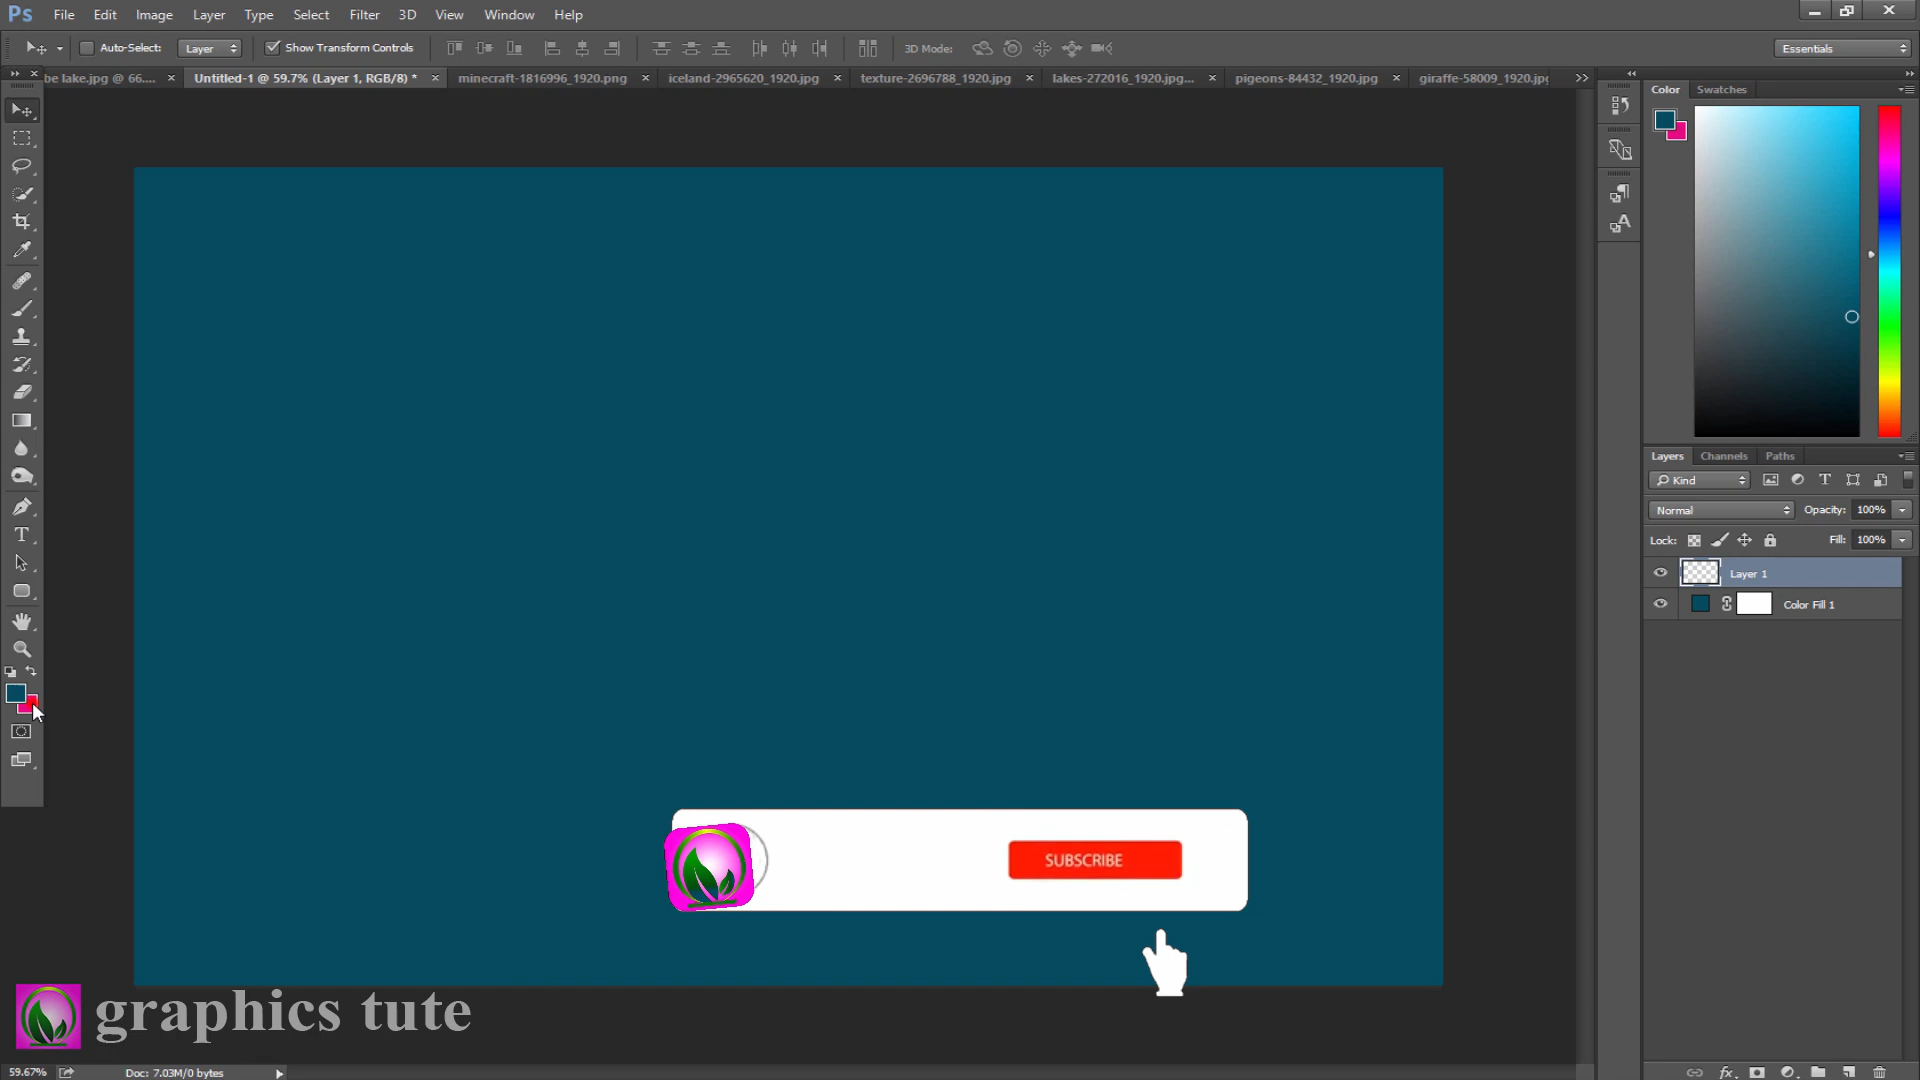 Ps File Edit Image Layer Type Select Filter 3D View Window Help
Auto-Select: Layer Show Transform Controls 3D Mode: Essentials
be lake.jpg @ 66.... Untitled-1 @ 59.7% (Layer 1, RGB/8) * minecraft-1816996_1920.png iceland-2965620_1920.jpg texture-2696788_1920.jpg lakes-272016_1920.jpg... pigeons-84432_1920.jpg giraffe-58009_1920.jpg
Color Swatches
Layers Channels Paths
Kind
Normal Opacity: 100%
Lock: Fill: 100%
Layer 1
Color Fill 1
SUBSCRIBE
graphics tute
59.67% Doc: 7.03M/0 bytes